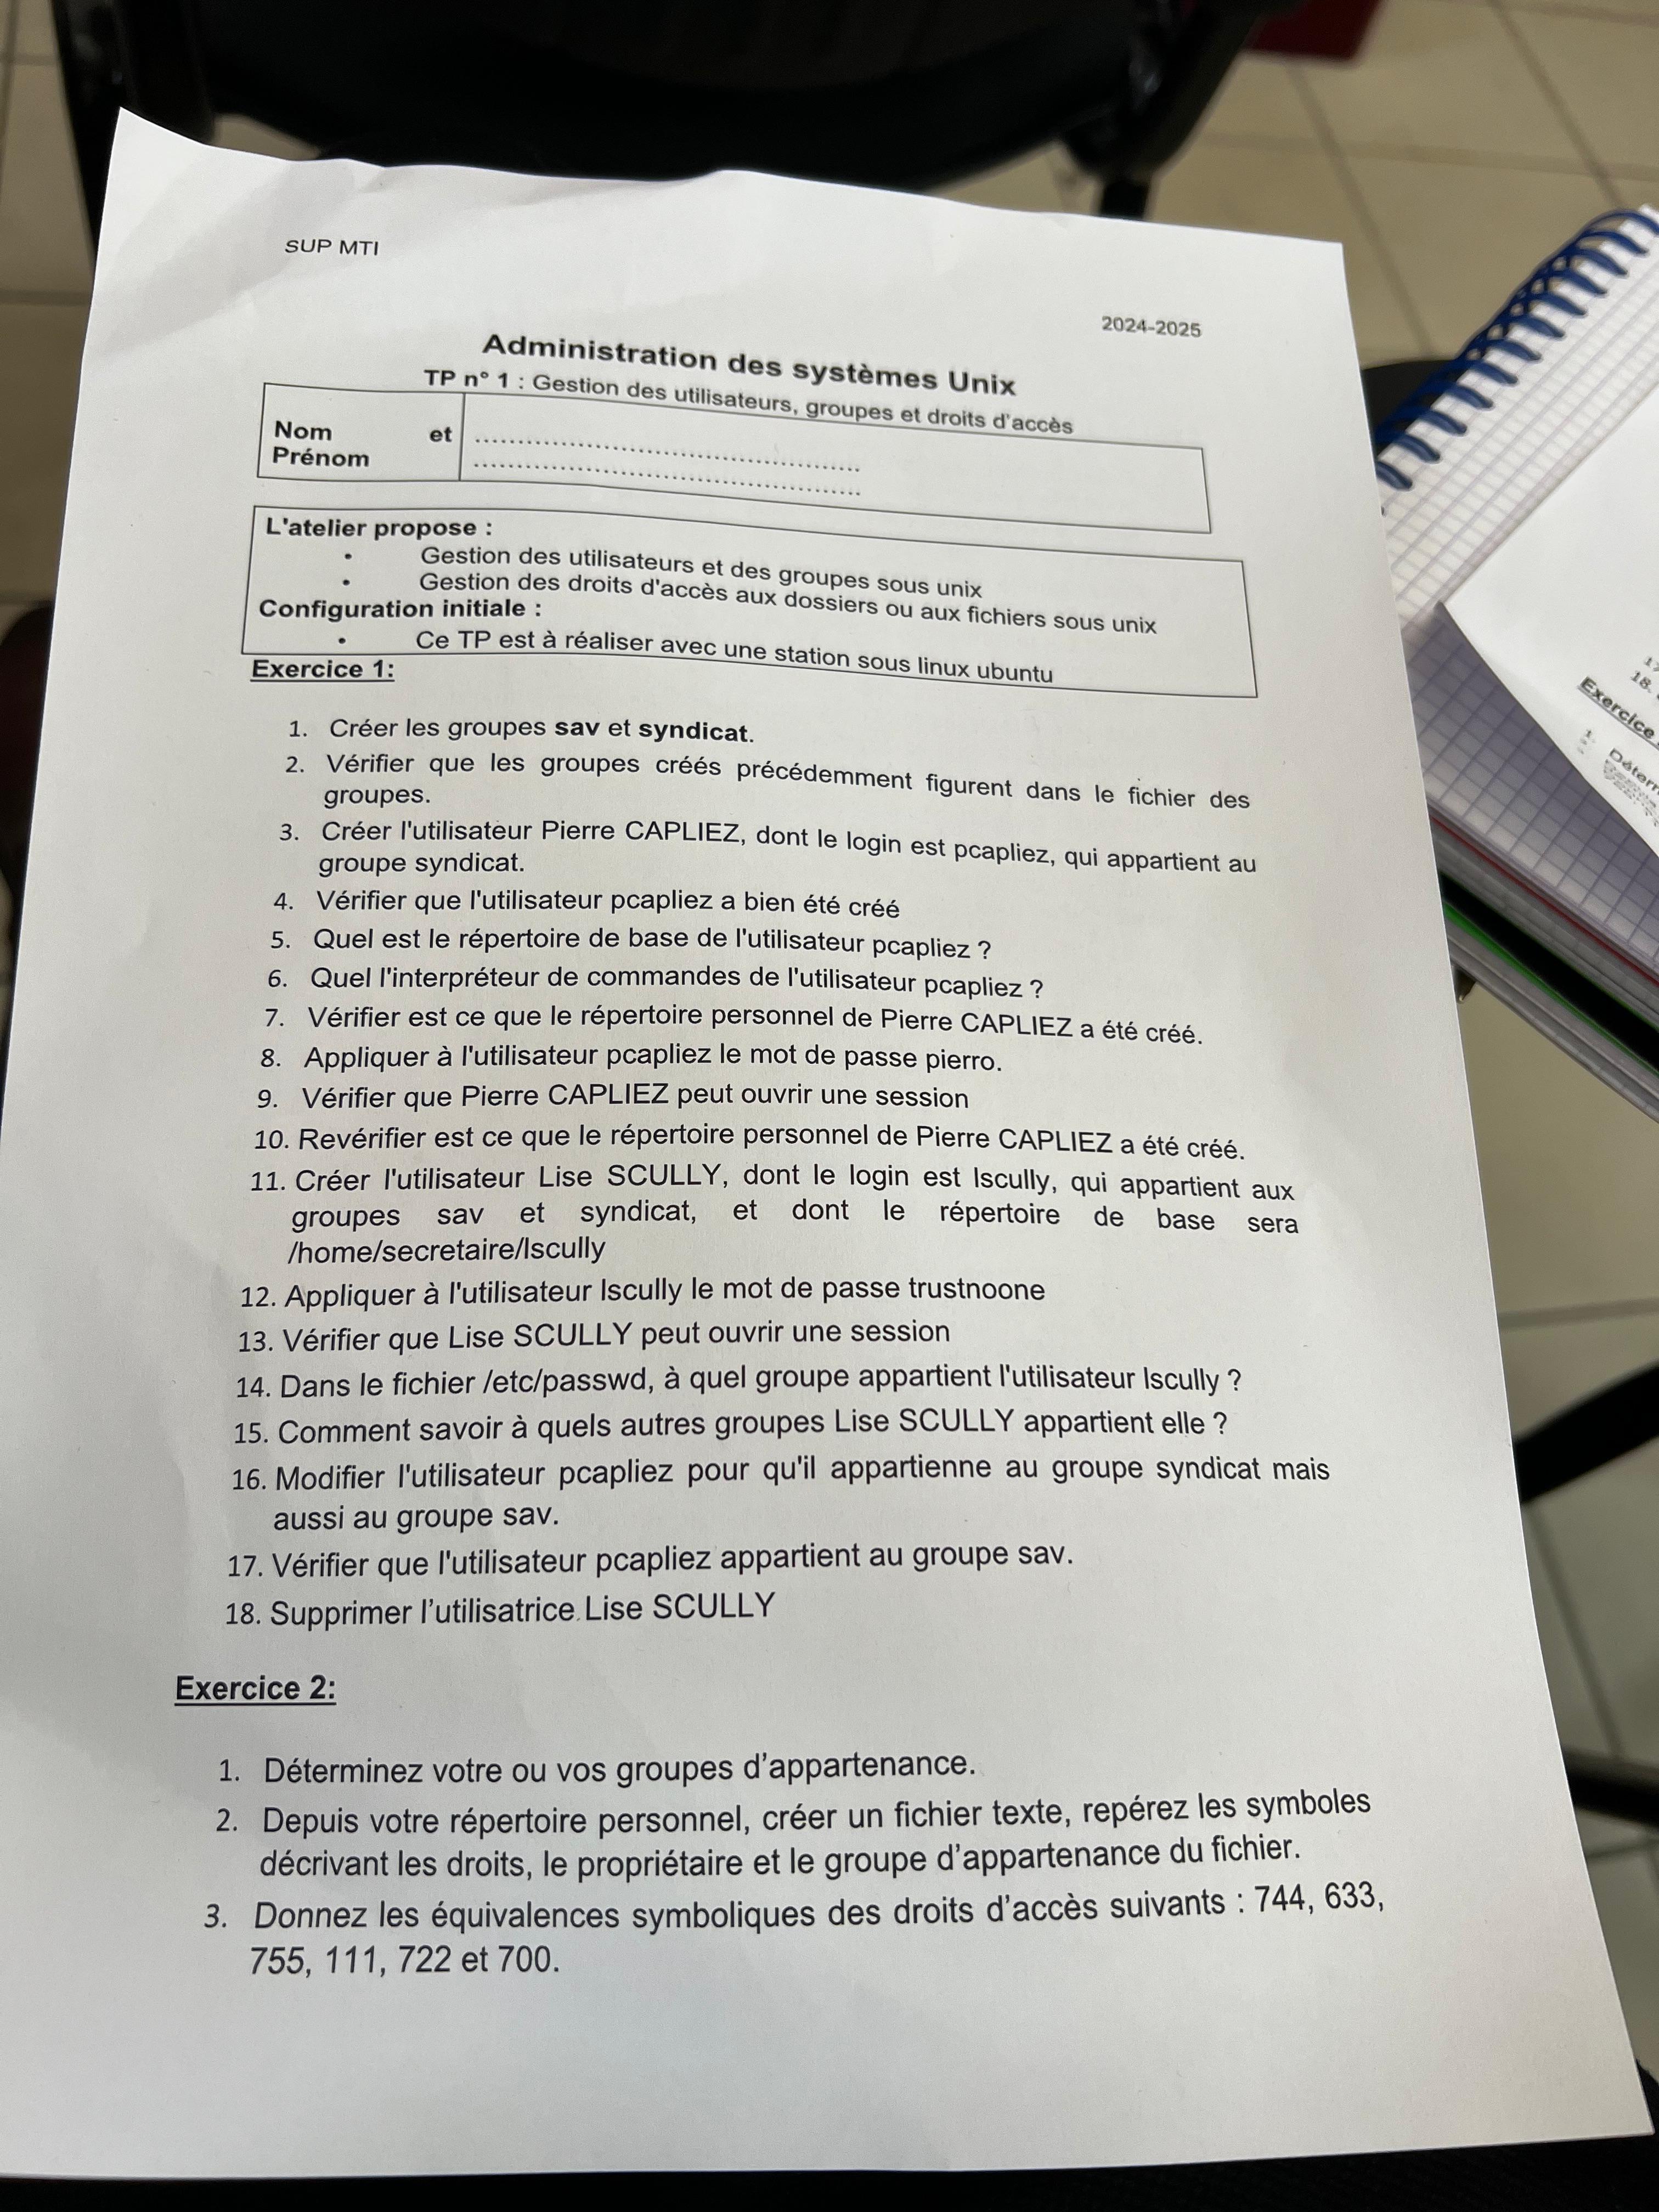 SUP MTI
2024-2025
Administration des systèmes Unix
TP n° 1 : Gestion des utilisateurs, groupes et droits d'accès
Nom et
Prénom
..................................................
..................................................
L'atelier propose :
• Gestion des utilisateurs et des groupes sous unix
• Gestion des droits d'accès aux dossiers ou aux fichiers sous unix
Configuration initiale :
• Ce TP est à réaliser avec une station sous linux ubuntu
Exercice 1:
1. Créer les groupes sav et syndicat.
2. Vérifier que les groupes créés précédemment figurent dans le fichier des
groupes.
3. Créer l'utilisateur Pierre CAPLIEZ, dont le login est pcapliez, qui appartient au
groupe syndicat.
4. Vérifier que l'utilisateur pcapliez a bien été créé
5. Quel est le répertoire de base de l'utilisateur pcapliez ?
6. Quel l'interpréteur de commandes de l'utilisateur pcapliez ?
7. Vérifier est ce que le répertoire personnel de Pierre CAPLIEZ a été créé.
8. Appliquer à l'utilisateur pcapliez le mot de passe pierro.
9. Vérifier que Pierre CAPLIEZ peut ouvrir une session
10. Revérifier est ce que le répertoire personnel de Pierre CAPLIEZ a été créé.
11. Créer l'utilisateur Lise SCULLY, dont le login est lscully, qui appartient aux
groupes sav et syndicat, et dont le répertoire de base sera
/home/secretaire/lscully
12. Appliquer à l'utilisateur lscully le mot de passe trustnoone
13. Vérifier que Lise SCULLY peut ouvrir une session
14. Dans le fichier /etc/passwd, à quel groupe appartient l'utilisateur lscully ?
15. Comment savoir à quels autres groupes Lise SCULLY appartient elle ?
16. Modifier l'utilisateur pcapliez pour qu'il appartienne au groupe syndicat mais
aussi au groupe sav.
17. Vérifier que l'utilisateur pcapliez appartient au groupe sav.
18. Supprimer l'utilisatrice Lise SCULLY
Exercice 2:
1. Déterminez votre ou vos groupes d'appartenance.
2. Depuis votre répertoire personnel, créer un fichier texte, repérez les symboles
décrivant les droits, le propriétaire et le groupe d'appartenance du fichier.
3. Donnez les équivalences symboliques des droits d'accès suivants : 744, 633,
755, 111, 722 et 700.
18.
Exercice
1.
Déterm